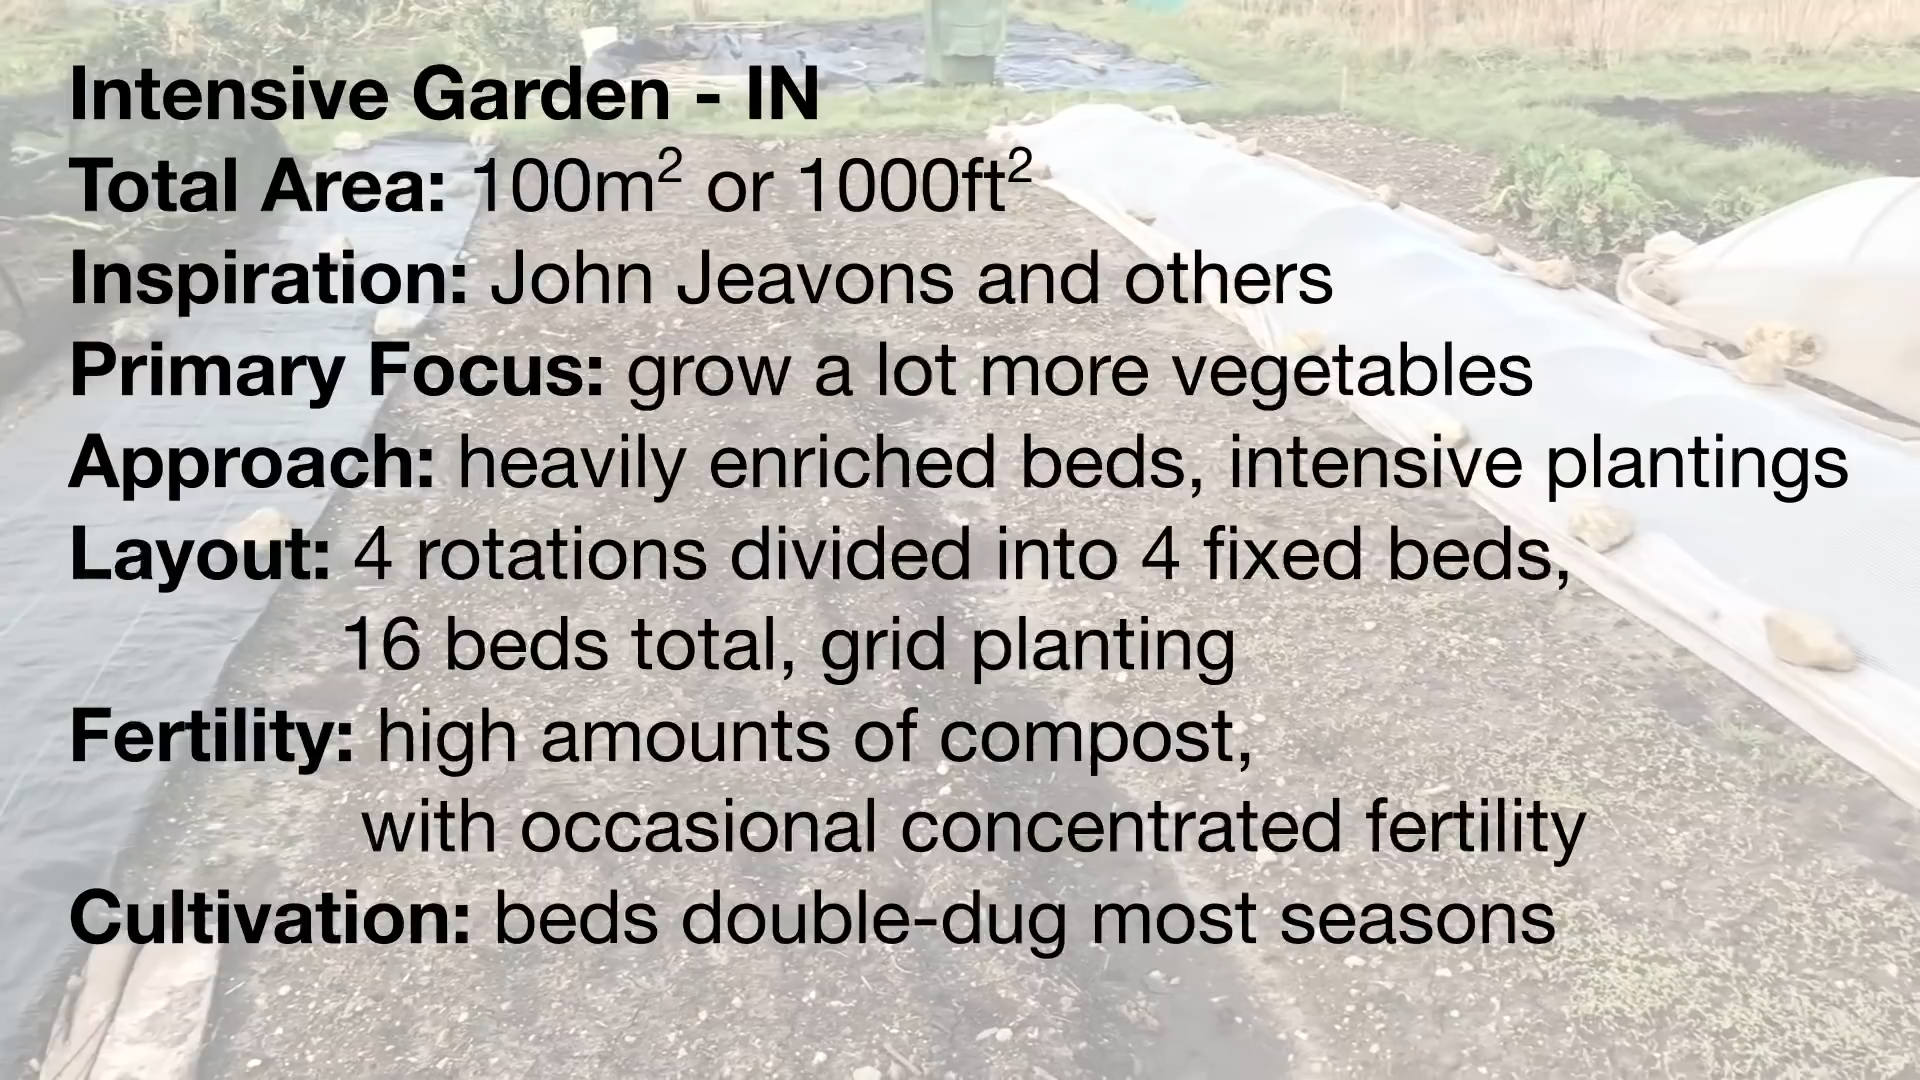 Intensive Garden - IN
Total Area: 100m² or 1000ft²
Inspiration: John Jeavons and others
Primary Focus: grow a lot more vegetables
Approach: heavily enriched beds, intensive plantings
Layout: 4 rotations divided into 4 fixed beds,
16 beds total, grid planting
Fertility: high amounts of compost,
with occasional concentrated fertility
Cultivation: beds double-dug most seasons